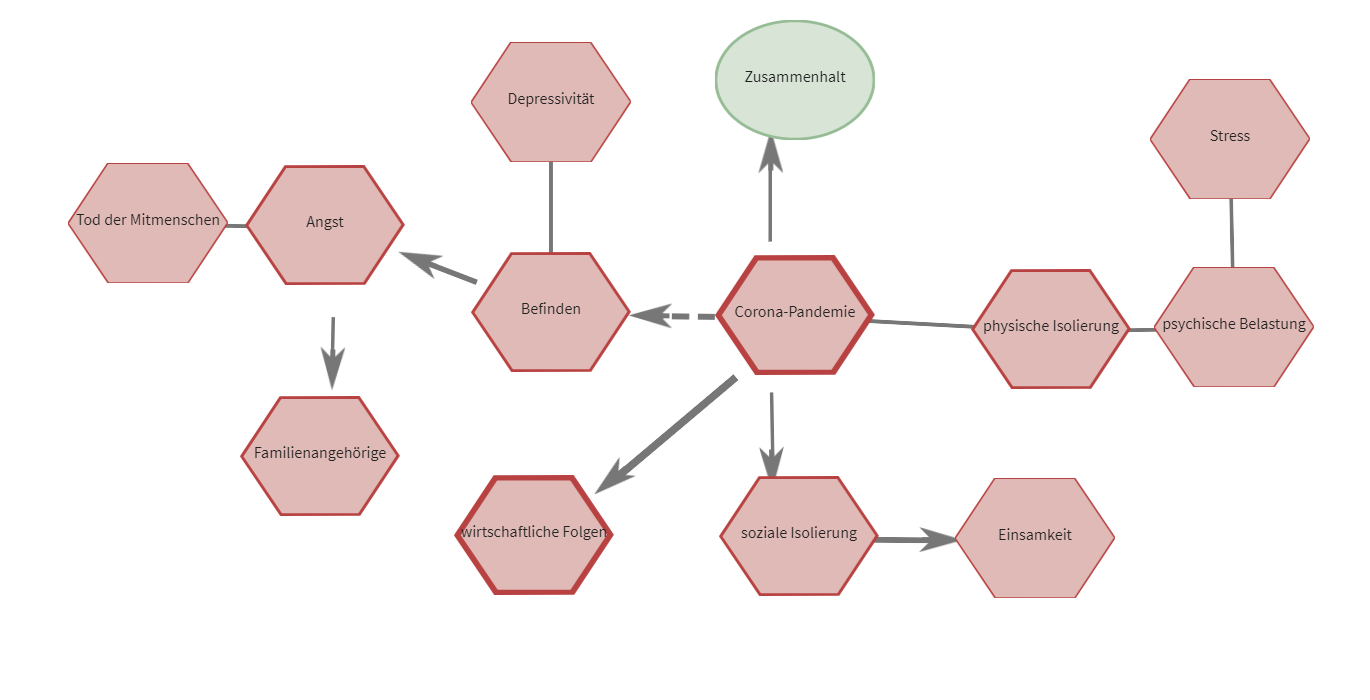 Zusammenhalt
Depressivität
Stress
Tod der Mitmenschen
Angst
Befinden
Corona-Pandemie
physische Isolierung
psychische Belastung
Familienangehörige
wirtschaftliche Folgen
soziale Isolierung
Einsamkeit